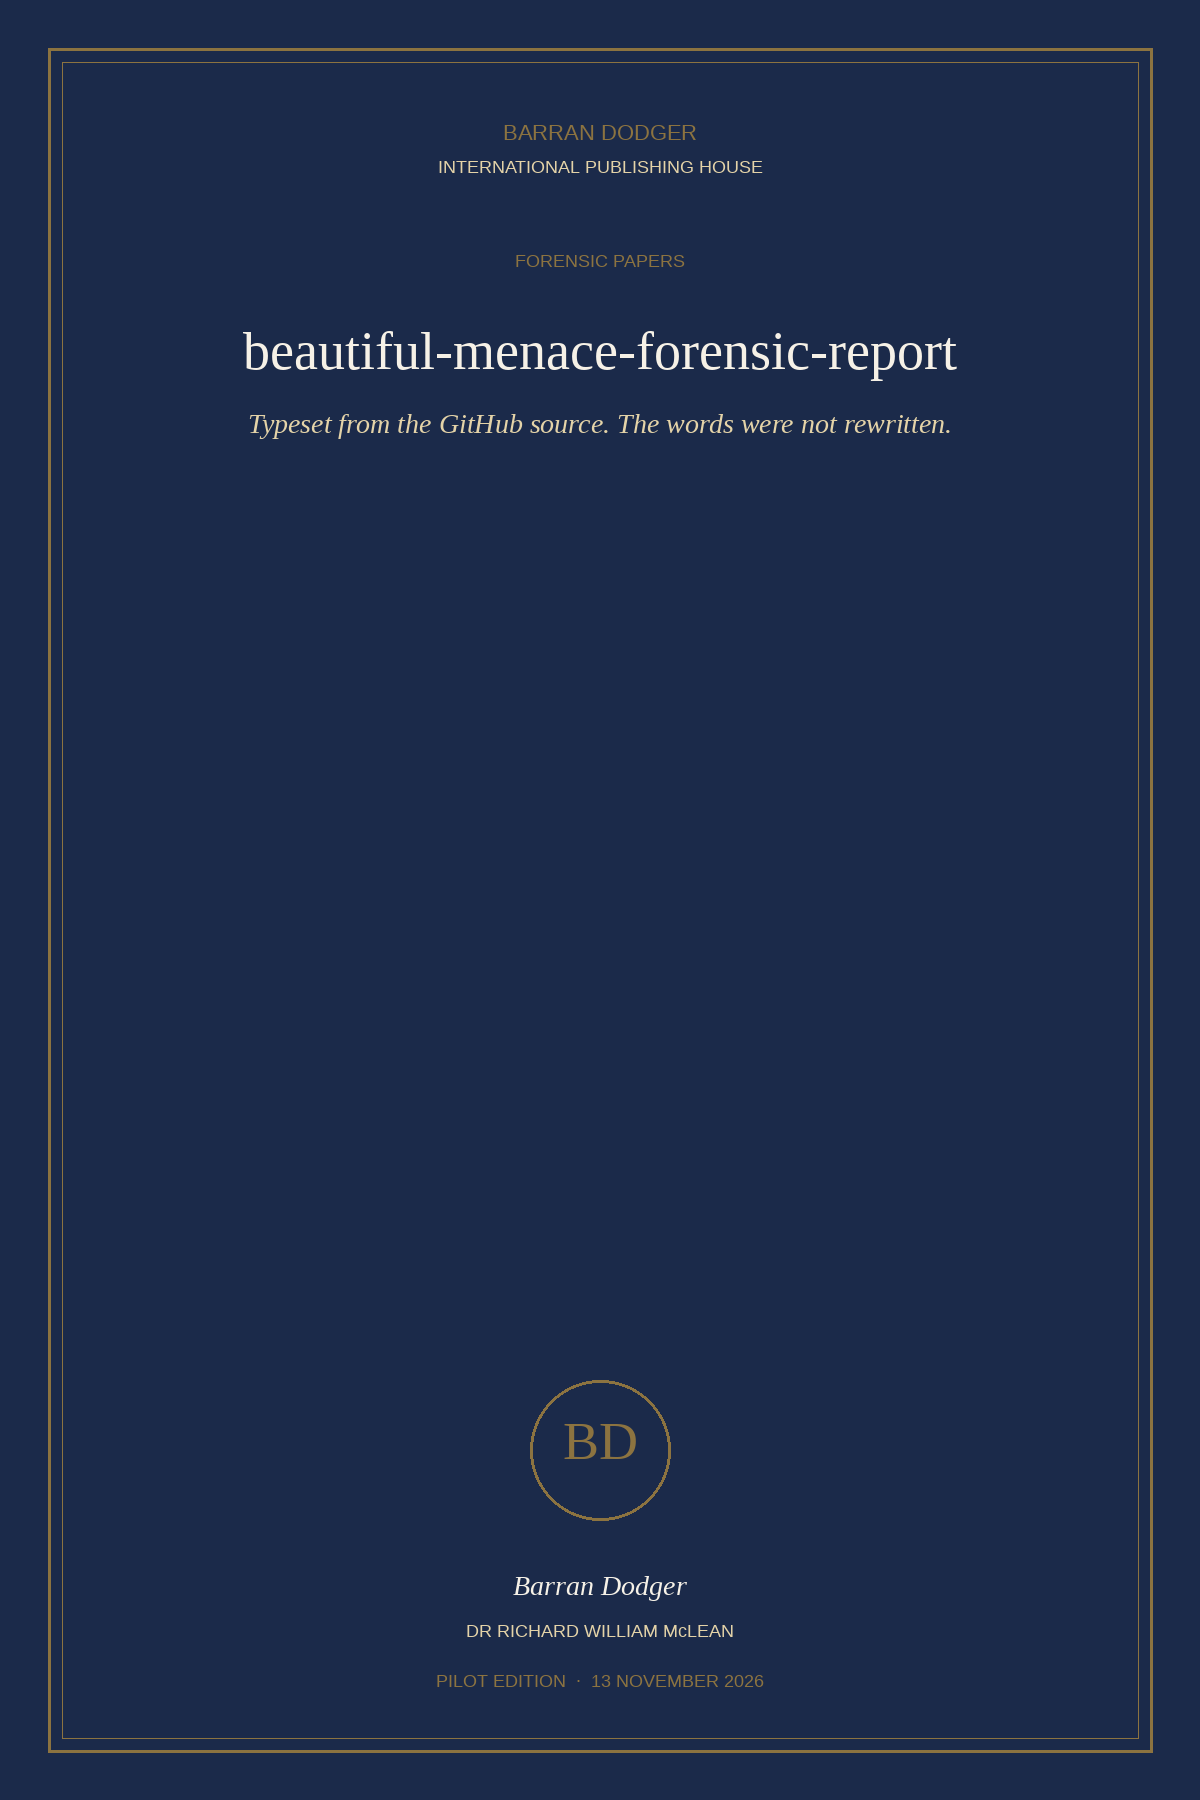 BARRAN DODGER
INTERNATIONAL PUBLISHING HOUSE
FORENSIC PAPERS
beautiful-menace-forensic-report
Typeset from the GitHub source. The words were not rewritten.
BD
Barran Dodger
DR RICHARD WILLIAM McLEAN
PILOT EDITION · 13 NOVEMBER 2026